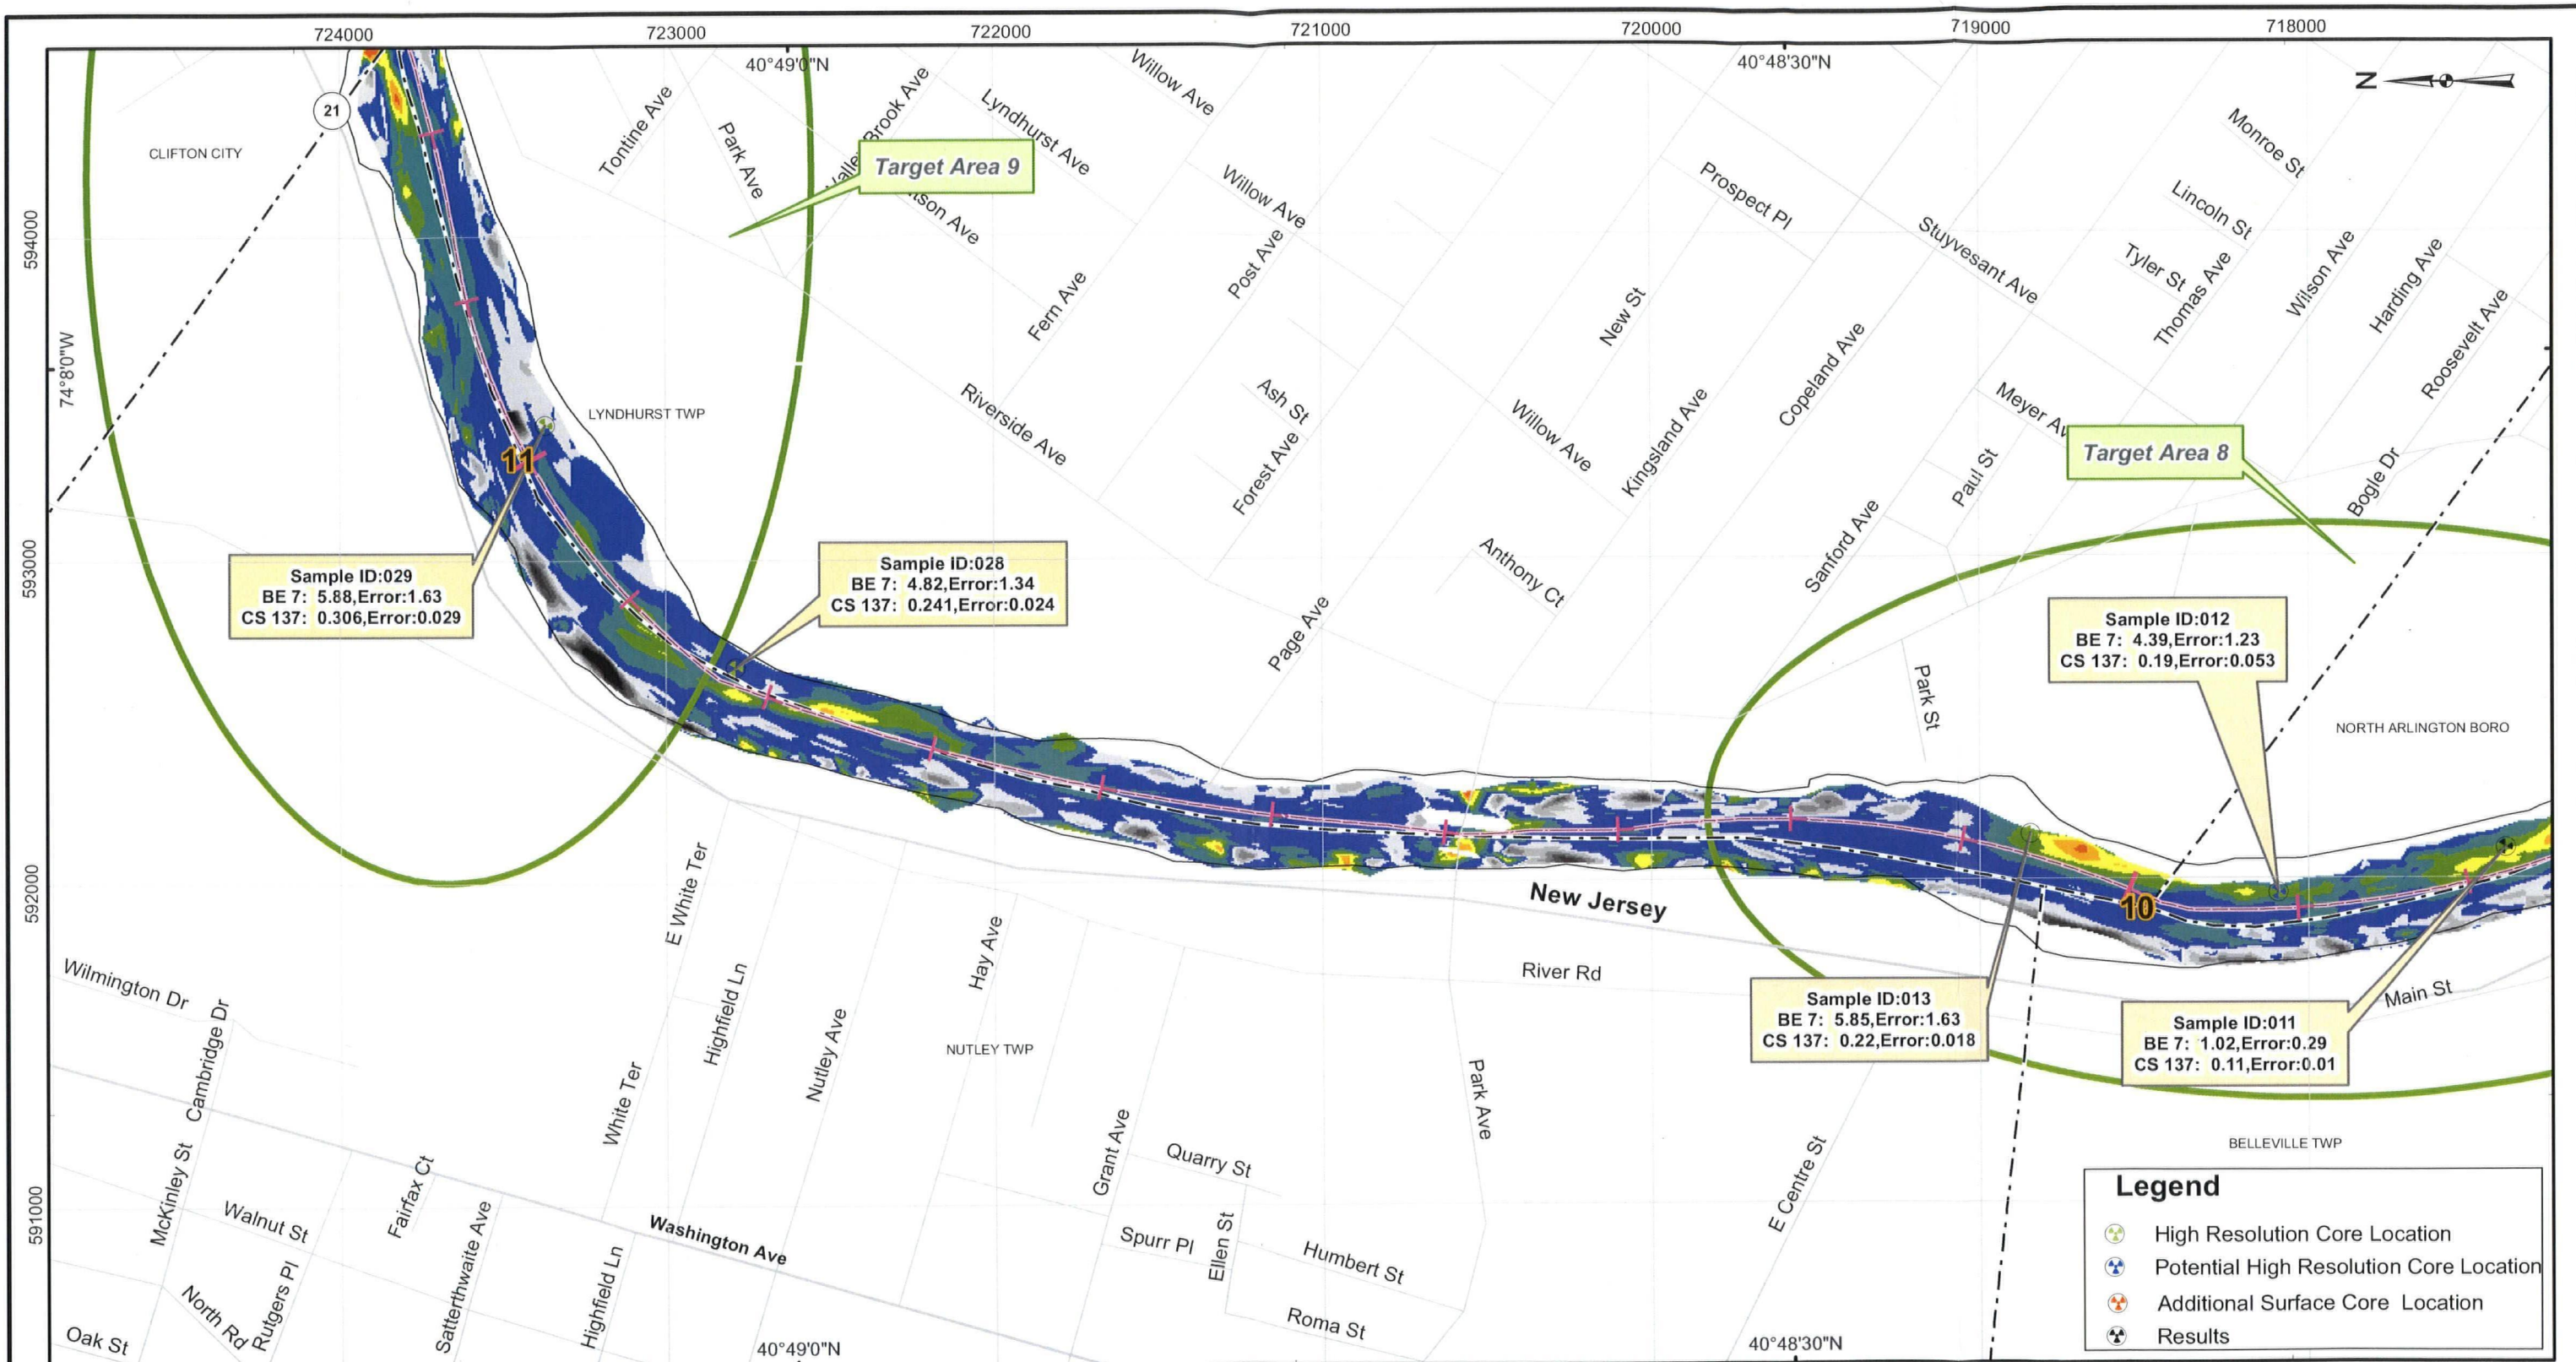 724000
723000
722000
721000
720000
719000
718000
40°49'0"N
40°48'30"N
N
21
CLIFTON CITY
Tontine Ave
Park Ave
Brook Ave
Lyndhurst Ave
Willow Ave
Target Area 9
Willow Ave
Post Ave
Fern Ave
Prospect Pl
Stuyvesant Ave
Monroe St
Lincoln St
Tyler St
Thomas Ave
Wilson Ave
Harding Ave
Roosevelt Ave
594000
74°8'0"W
LYNDHURST TWP
Riverside Ave
Ash St
Forest Ave
New St
Willow Ave
Kingsland Ave
Copeland Ave
Meyer
Paul St
Target Area 8
Bogle Dr
Sanford Ave
11
593000
Sample ID:029
BE 7: 5.88,Error:1.63
CS 137: 0.306,Error:0.029
Sample ID:028
BE 7: 4.82,Error:1.34
CS 137: 0.241,Error:0.024
Anthony Ct
Page Ave
Park St
Sample ID:012
BE 7: 4.39,Error:1.23
CS 137: 0.19,Error:0.053
NORTH ARLINGTON BORO
592000
10
New Jersey
River Rd
Main St
E White Ter
Hay Ave
Highfield Ln
Nutley Ave
NUTLEY TWP
Wilmington Dr
Cambridge Dr
White Ter
Park Ave
Sample ID:013
BE 7: 5.85,Error:1.63
CS 137: 0.22,Error:0.018
Sample ID:011
BE 7: 1.02,Error:0.29
CS 137: 0.11,Error:0.01
BELLEVILLE TWP
591000
McKinley St
Walnut St
Fairfax Ct
Satterthwaite Ave
Washington Ave
Grant Ave
Quarry St
Spurr Pl
Ellen St
Humbert St
Roma St
E Centre St
Rutgers Pl
North Rd
Oak St
Highfield Ln
40°49'0"N
40°48'30"N
Legend
High Resolution Core Location
Potential High Resolution Core Location
Additional Surface Core Location
Results